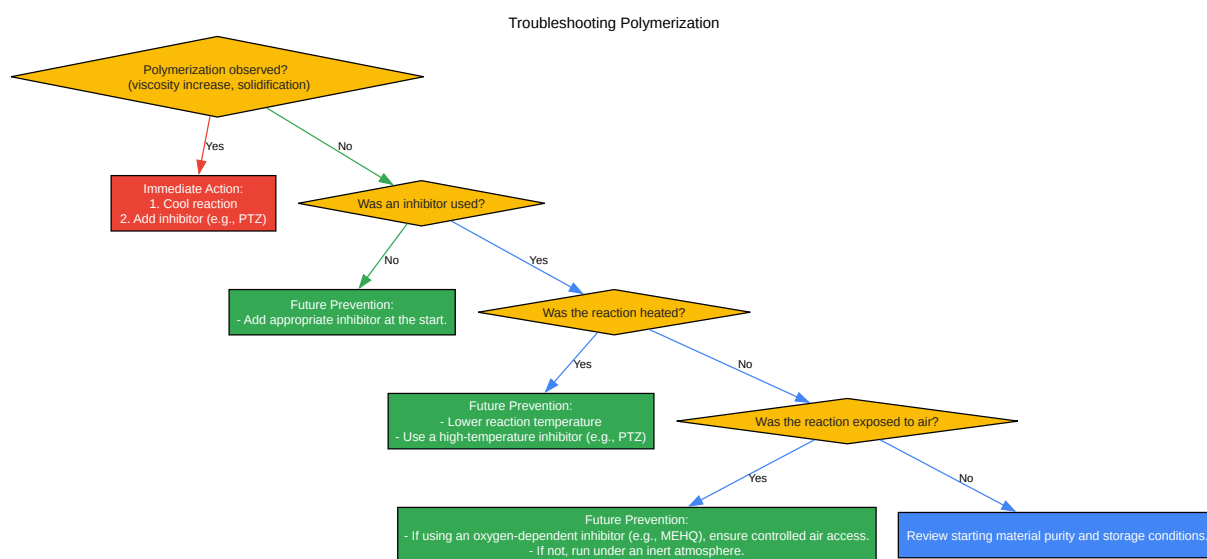 Troubleshooting Polymerization
Polymerization observed?
(viscosity increase, solidification)
Yes
No
Immediate Action:
1. Cool reaction
2. Add inhibitor (e.g., PTZ)
Was an inhibitor used?
No
Yes
Future Prevention:
- Add appropriate inhibitor at the start.
Was the reaction heated?
Yes
No
Future Prevention:
- Lower reaction temperature
- Use a high-temperature inhibitor (e.g., PTZ)
Was the reaction exposed to air?
Yes
No
Future Prevention:
- If using an oxygen-dependent inhibitor (e.g., MEHQ), ensure controlled air access.
- If not, run under an inert atmosphere.
Review starting material purity and storage conditions.